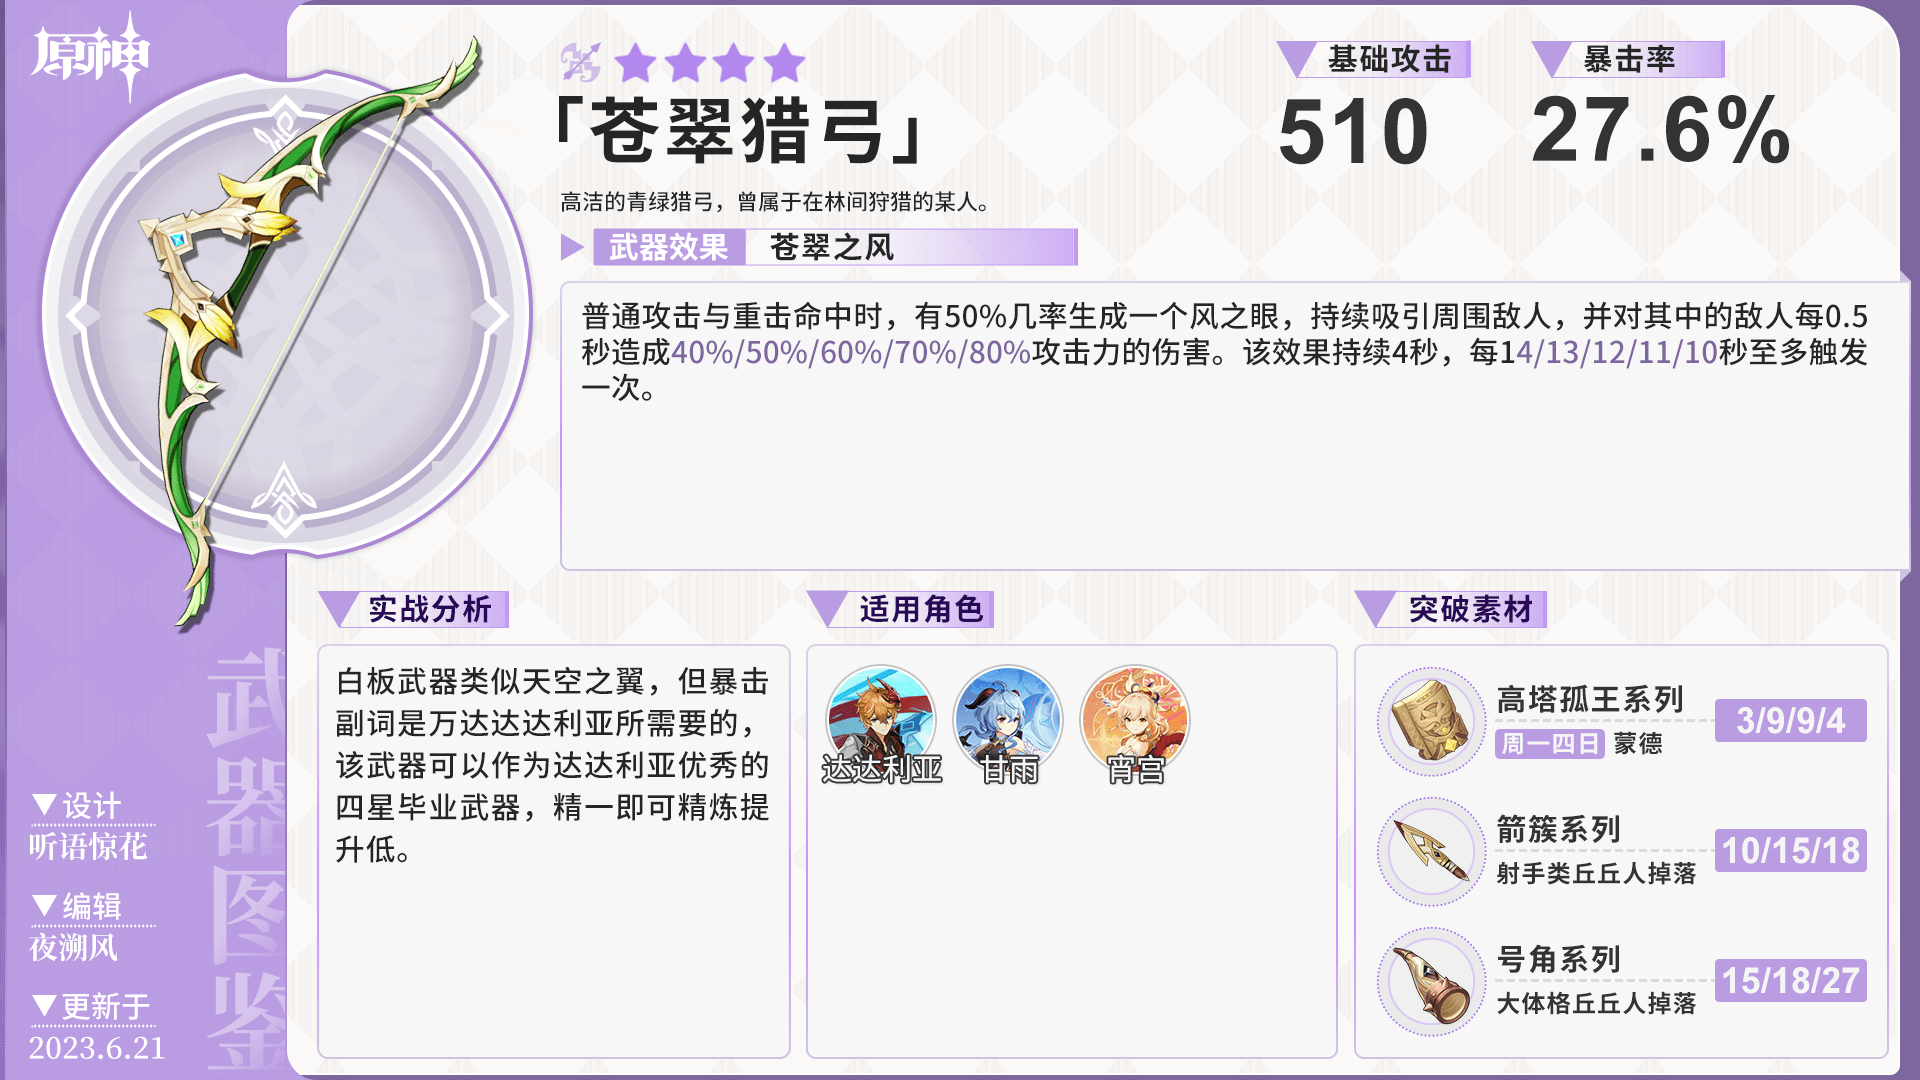 原神
「苍翠猎弓」
高洁的青绿猎弓，曾属于在林间狩猎的某人。
基础攻击
510
暴击率
27.6%
武器效果 苍翠之风
普通攻击与重击命中时，有50%几率生成一个风之眼，持续吸引周围敌人，并对其中的敌人每0.5
秒造成40%/50%/60%/70%/80%攻击力的伤害。该效果持续4秒，每14/13/12/11/10秒至多触发
一次。
实战分析
白板武器类似天空之翼，但暴击
副词是万达达达利亚所需要的，
该武器可以作为达达利亚优秀的
四星毕业武器，精一即可精炼提
升低。
适用角色
达达利亚
甘雨
宵宫
突破素材
高塔孤王系列
周一四日 蒙德
3/9/9/4
箭簇系列
射手类丘丘人掉落
10/15/18
号角系列
大体格丘丘人掉落
15/18/27
武器图鉴
▼设计
听语惊花
▼编辑
夜溯风
▼更新于
2023.6.21